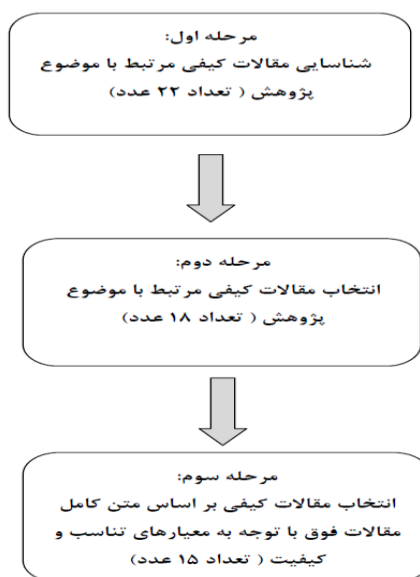 مرحله اول:
شناسایی مقالات کیفی مرتبط با موضوع
پژوهش ( تعداد ۲۲ عدد)
مرحله دوم:
انتخاب مقالات کیفی مرتبط با موضوع
پژوهش ( تعداد ۱۸ عدد)
مرحله سوم:
انتخاب مقالات کیفی بر اساس متن کامل
مقالات فوق با توجه به معیارهای تناسب و
کیفیت ( تعداد ۱۵ عدد)